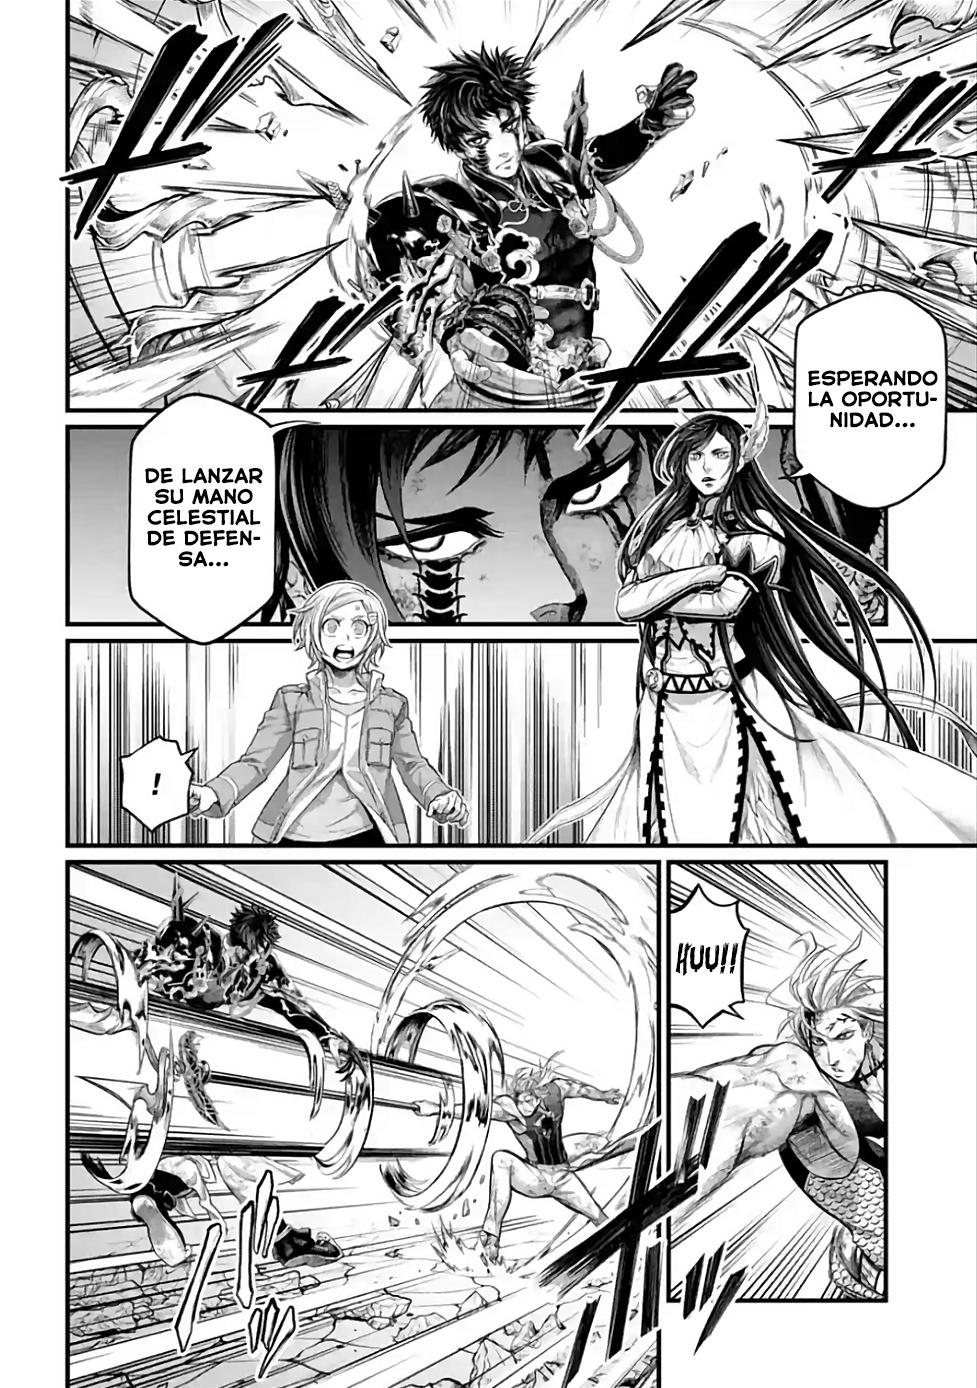 ESPERANDO
LA OPORTU-
NIDAD...
DE LANZAR
SU MANO
CELESTIAL
DE DEFEN-
SA...
!
HUU!!